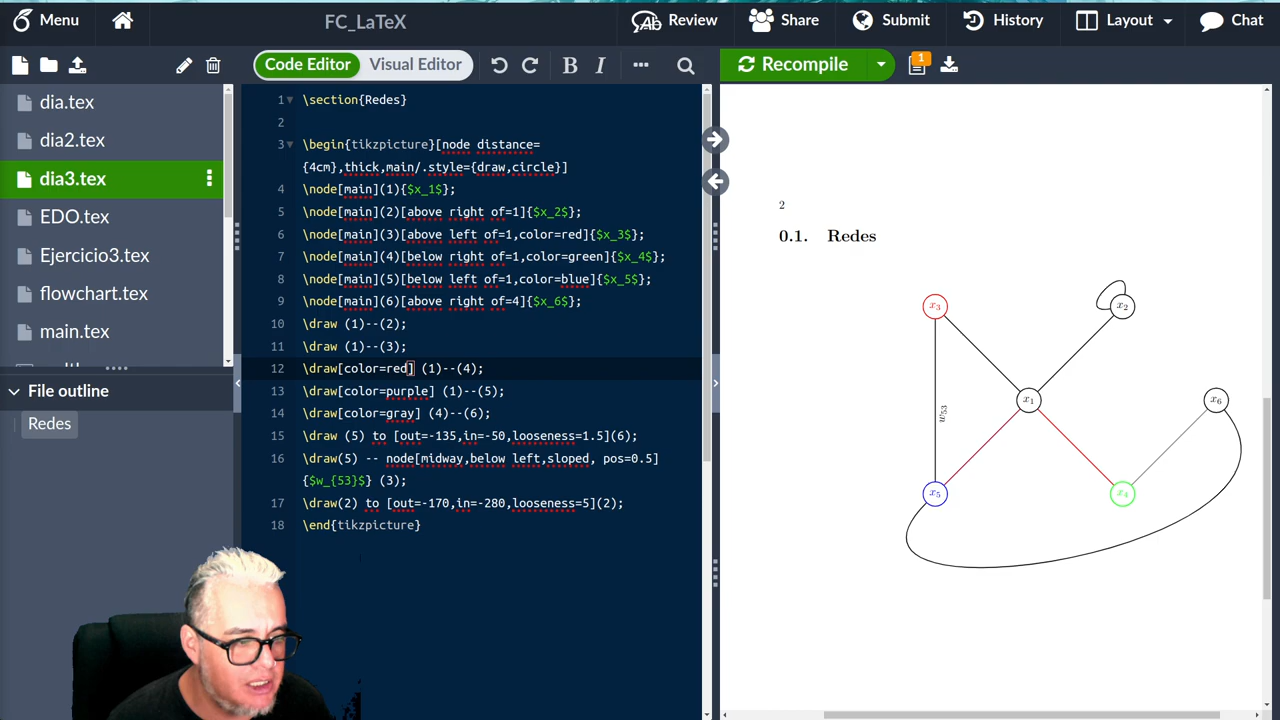 Menu
FC_LaTeX
Review
Share
Submit
History
Layout
Chat
Code Editor
Visual Editor
B
I
Recompile
1
dia.tex
dia2.tex
dia3.tex
EDO.tex
Ejercicio3.tex
flowchart.tex
main.tex
File outline
Redes
1 \section{Redes}
2
3 \begin{tikzpicture}[node distance=
{4cm},thick,main/.style={draw,circle}]
4 \node[main](1){$x_1$};
5 \node[main](2)[above right of=1]{$x_2$};
6 \node[main](3)[above left of=1,color=red]{$x_3$};
7 \node[main](4)[below right of=1,color=green]{$x_4$};
8 \node[main](5)[below left of=1,color=blue]{$x_5$};
9 \node[main](6)[above right of=4]{$x_6$};
10 \draw (1)--(2);
11 \draw (1)--(3);
12 \draw[color=red] (1)--(4);
13 \draw[color=purple] (1)--(5);
14 \draw[color=gray] (4)--(6);
15 \draw (5) to [out=-135,in=-50,looseness=1.5](6);
16 \draw(5) -- node[midway,below left,sloped, pos=0.5]
{$w_{53}$} (3);
17 \draw(2) to [out=-170,in=-280,looseness=5](2);
18 \end{tikzpicture}
2
0.1. Redes
x3
x2
x1
x6
w53
x5
x4